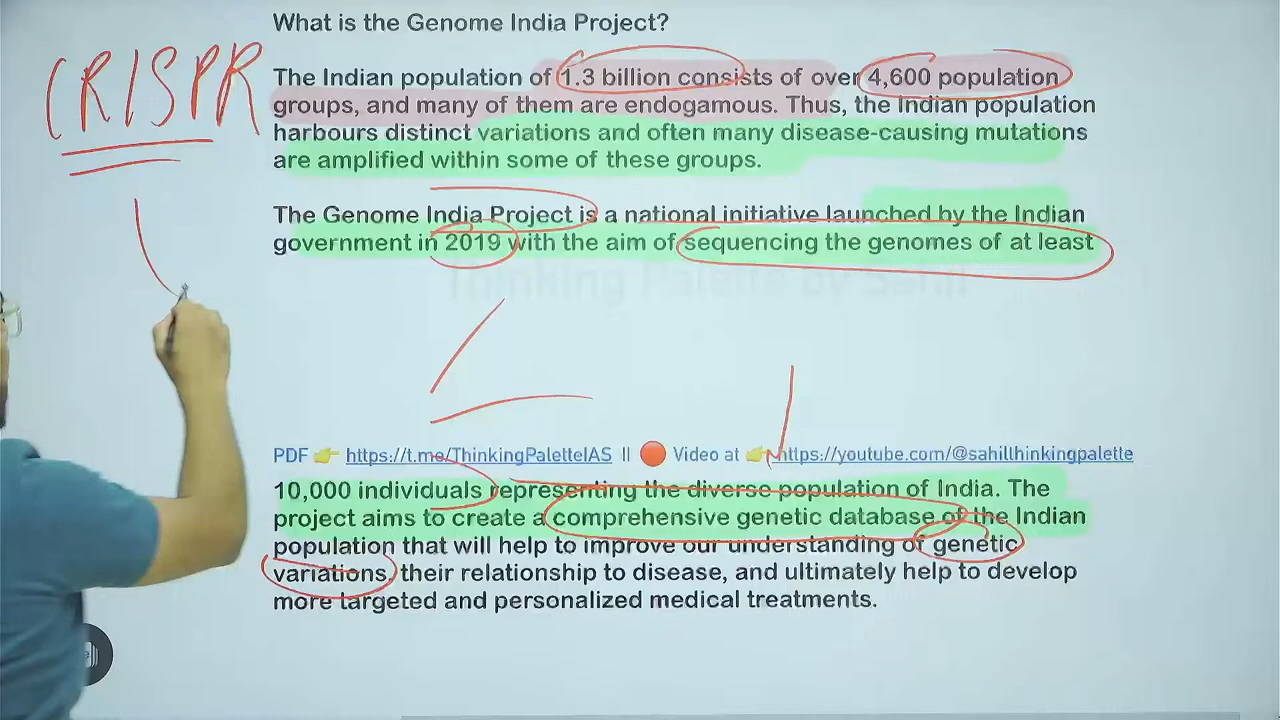 What is the Genome India Project?
CRISPR
The Indian population of 1.3 billion consists of over 4,600 population
groups, and many of them are endogamous. Thus, the Indian population
harbours distinct variations and often many disease-causing mutations
are amplified within some of these groups.
The Genome India Project is a national initiative launched by the Indian
government in 2019 with the aim of sequencing the genomes of at least
Thinking Palette by Sahil
PDF 👉 https://t.me/ThinkingPaletteIAS II 🔴 Video at 👉 https://youtube.com/@sahillthinkingpalette
10,000 individuals representing the diverse population of India. The
project aims to create a comprehensive genetic database of the Indian
population that will help to improve our understanding of genetic
variations, their relationship to disease, and ultimately help to develop
more targeted and personalized medical treatments.